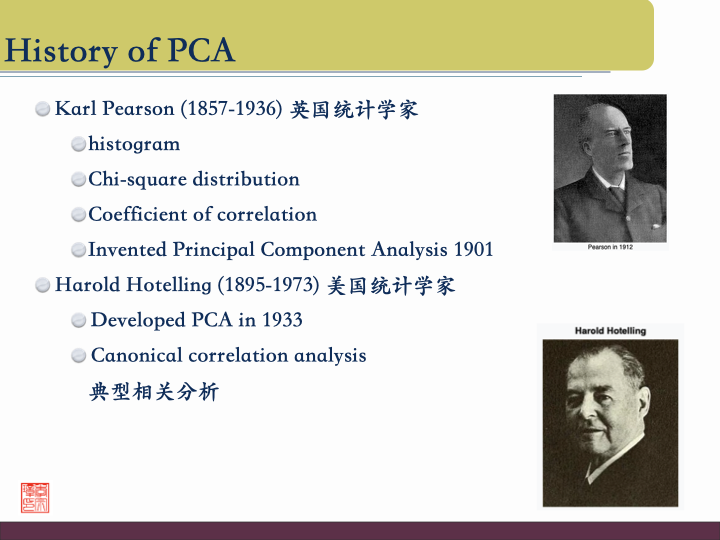 History of PCA
Karl Pearson (1857-1936) 英国统计学家
histogram
Chi-square distribution
Coefficient of correlation
Invented Principal Component Analysis 1901
Pearson in 1912
Harold Hotelling (1895-1973) 美国统计学家
Developed PCA in 1933
Canonical correlation analysis
典型相关分析
Harold Hotelling